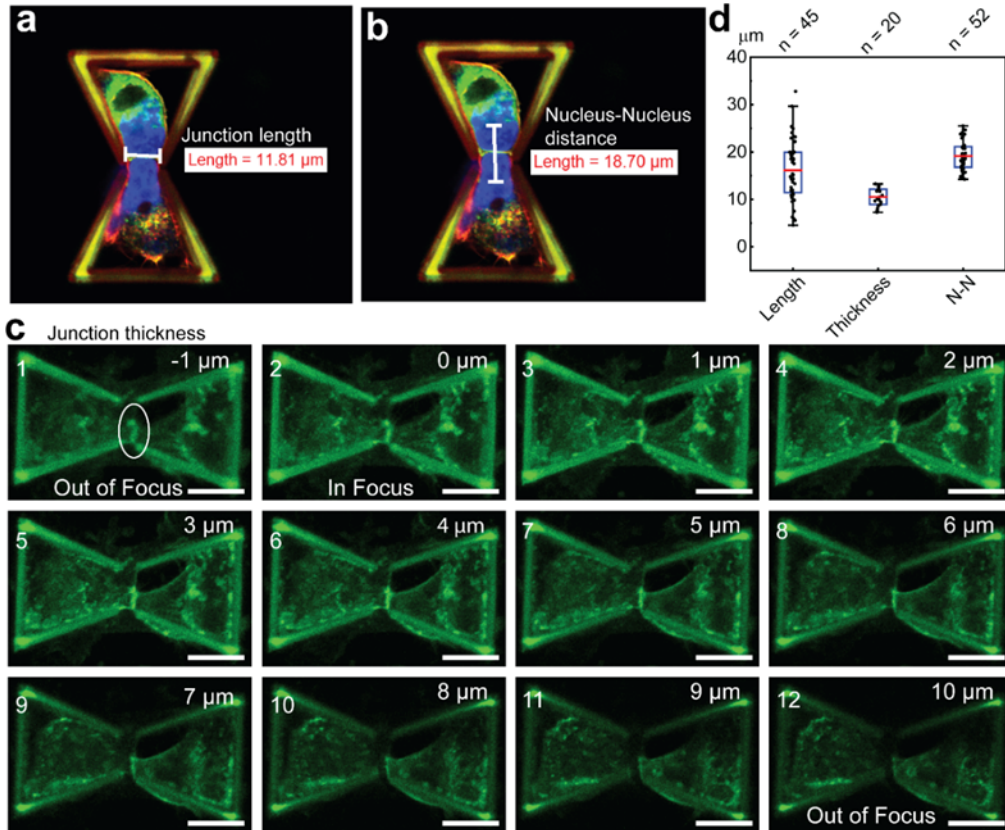 a
Junction length
Length = 11.81 μm
b
Nucleus-Nucleus
distance
Length = 18.70 μm
d
μm
n = 45
n = 20
n = 52
40
30
20
10
0
Length
Thickness
N-N
c
Junction thickness
1
-1 μm
Out of Focus
2
0 μm
In Focus
3
1 μm
4
2 μm
5
3 μm
6
4 μm
7
5 μm
8
6 μm
9
7 μm
10
8 μm
11
9 μm
12
10 μm
Out of Focus